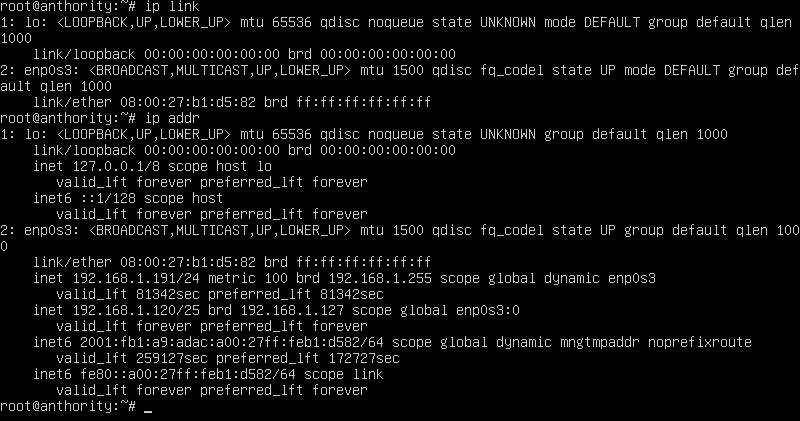 root@anthority:~# ip link
1: lo: <LOOPBACK,UP,LOWER_UP> mtu 65536 qdisc noqueue state UNKNOWN mode DEFAULT group default qlen
1000
    link/loopback 00:00:00:00:00:00 brd 00:00:00:00:00:00
2: enp0s3: <BROADCAST,MULTICAST,UP,LOWER_UP> mtu 1500 qdisc fq_codel state UP mode DEFAULT group def
ault qlen 1000
    link/ether 08:00:27:b1:d5:82 brd ff:ff:ff:ff:ff:ff
root@anthority:~# ip addr
1: lo: <LOOPBACK,UP,LOWER_UP> mtu 65536 qdisc noqueue state UNKNOWN group default qlen 1000
    link/loopback 00:00:00:00:00:00 brd 00:00:00:00:00:00
    inet 127.0.0.1/8 scope host lo
       valid_lft forever preferred_lft forever
    inet6 ::1/128 scope host
       valid_lft forever preferred_lft forever
2: enp0s3: <BROADCAST,MULTICAST,UP,LOWER_UP> mtu 1500 qdisc fq_codel state UP group default qlen 100
0
    link/ether 08:00:27:b1:d5:82 brd ff:ff:ff:ff:ff:ff
    inet 192.168.1.191/24 metric 100 brd 192.168.1.255 scope global dynamic enp0s3
       valid_lft 81342sec preferred_lft 81342sec
    inet 192.168.1.120/25 brd 192.168.1.127 scope global enp0s3:0
       valid_lft forever preferred_lft forever
    inet6 2001:fb1:a9:adac:a00:27ff:feb1:d582/64 scope global dynamic mngtmpaddr noprefixroute
       valid_lft 259127sec preferred_lft 172727sec
    inet6 fe80::a00:27ff:feb1:d582/64 scope link
       valid_lft forever preferred_lft forever
root@anthority:~# _